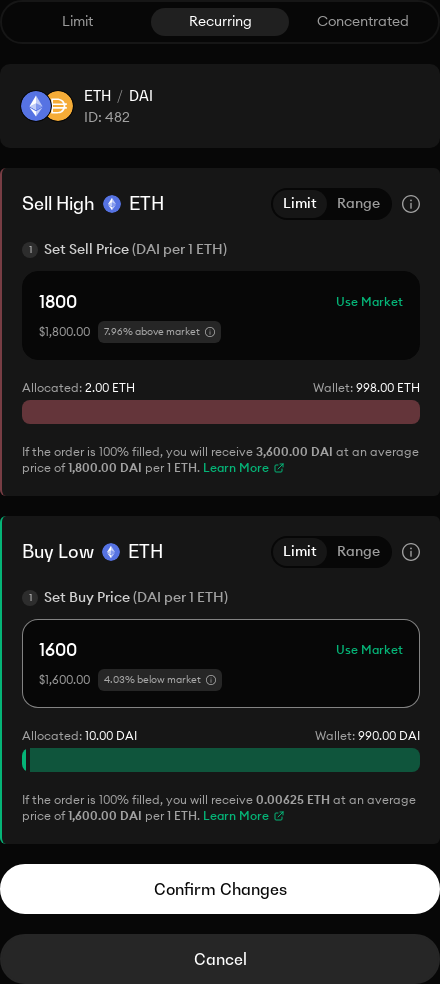 Limit Recurring Concentrated
ETH / DAI
ID: 482
Sell High ETH Limit Range
1 Set Sell Price (DAI per 1 ETH)
1800 Use Market
$1,800.00 7.96% above market
Allocated: 2.00 ETH Wallet: 998.00 ETH
If the order is 100% filled, you will receive 3,600.00 DAI at an average
price of 1,800.00 DAI per 1 ETH. Learn More
Buy Low ETH Limit Range
1 Set Buy Price (DAI per 1 ETH)
1600 Use Market
$1,600.00 4.03% below market
Allocated: 10.00 DAI Wallet: 990.00 DAI
If the order is 100% filled, you will receive 0.00625 ETH at an average
price of 1,600.00 DAI per 1 ETH. Learn More
Confirm Changes
Cancel